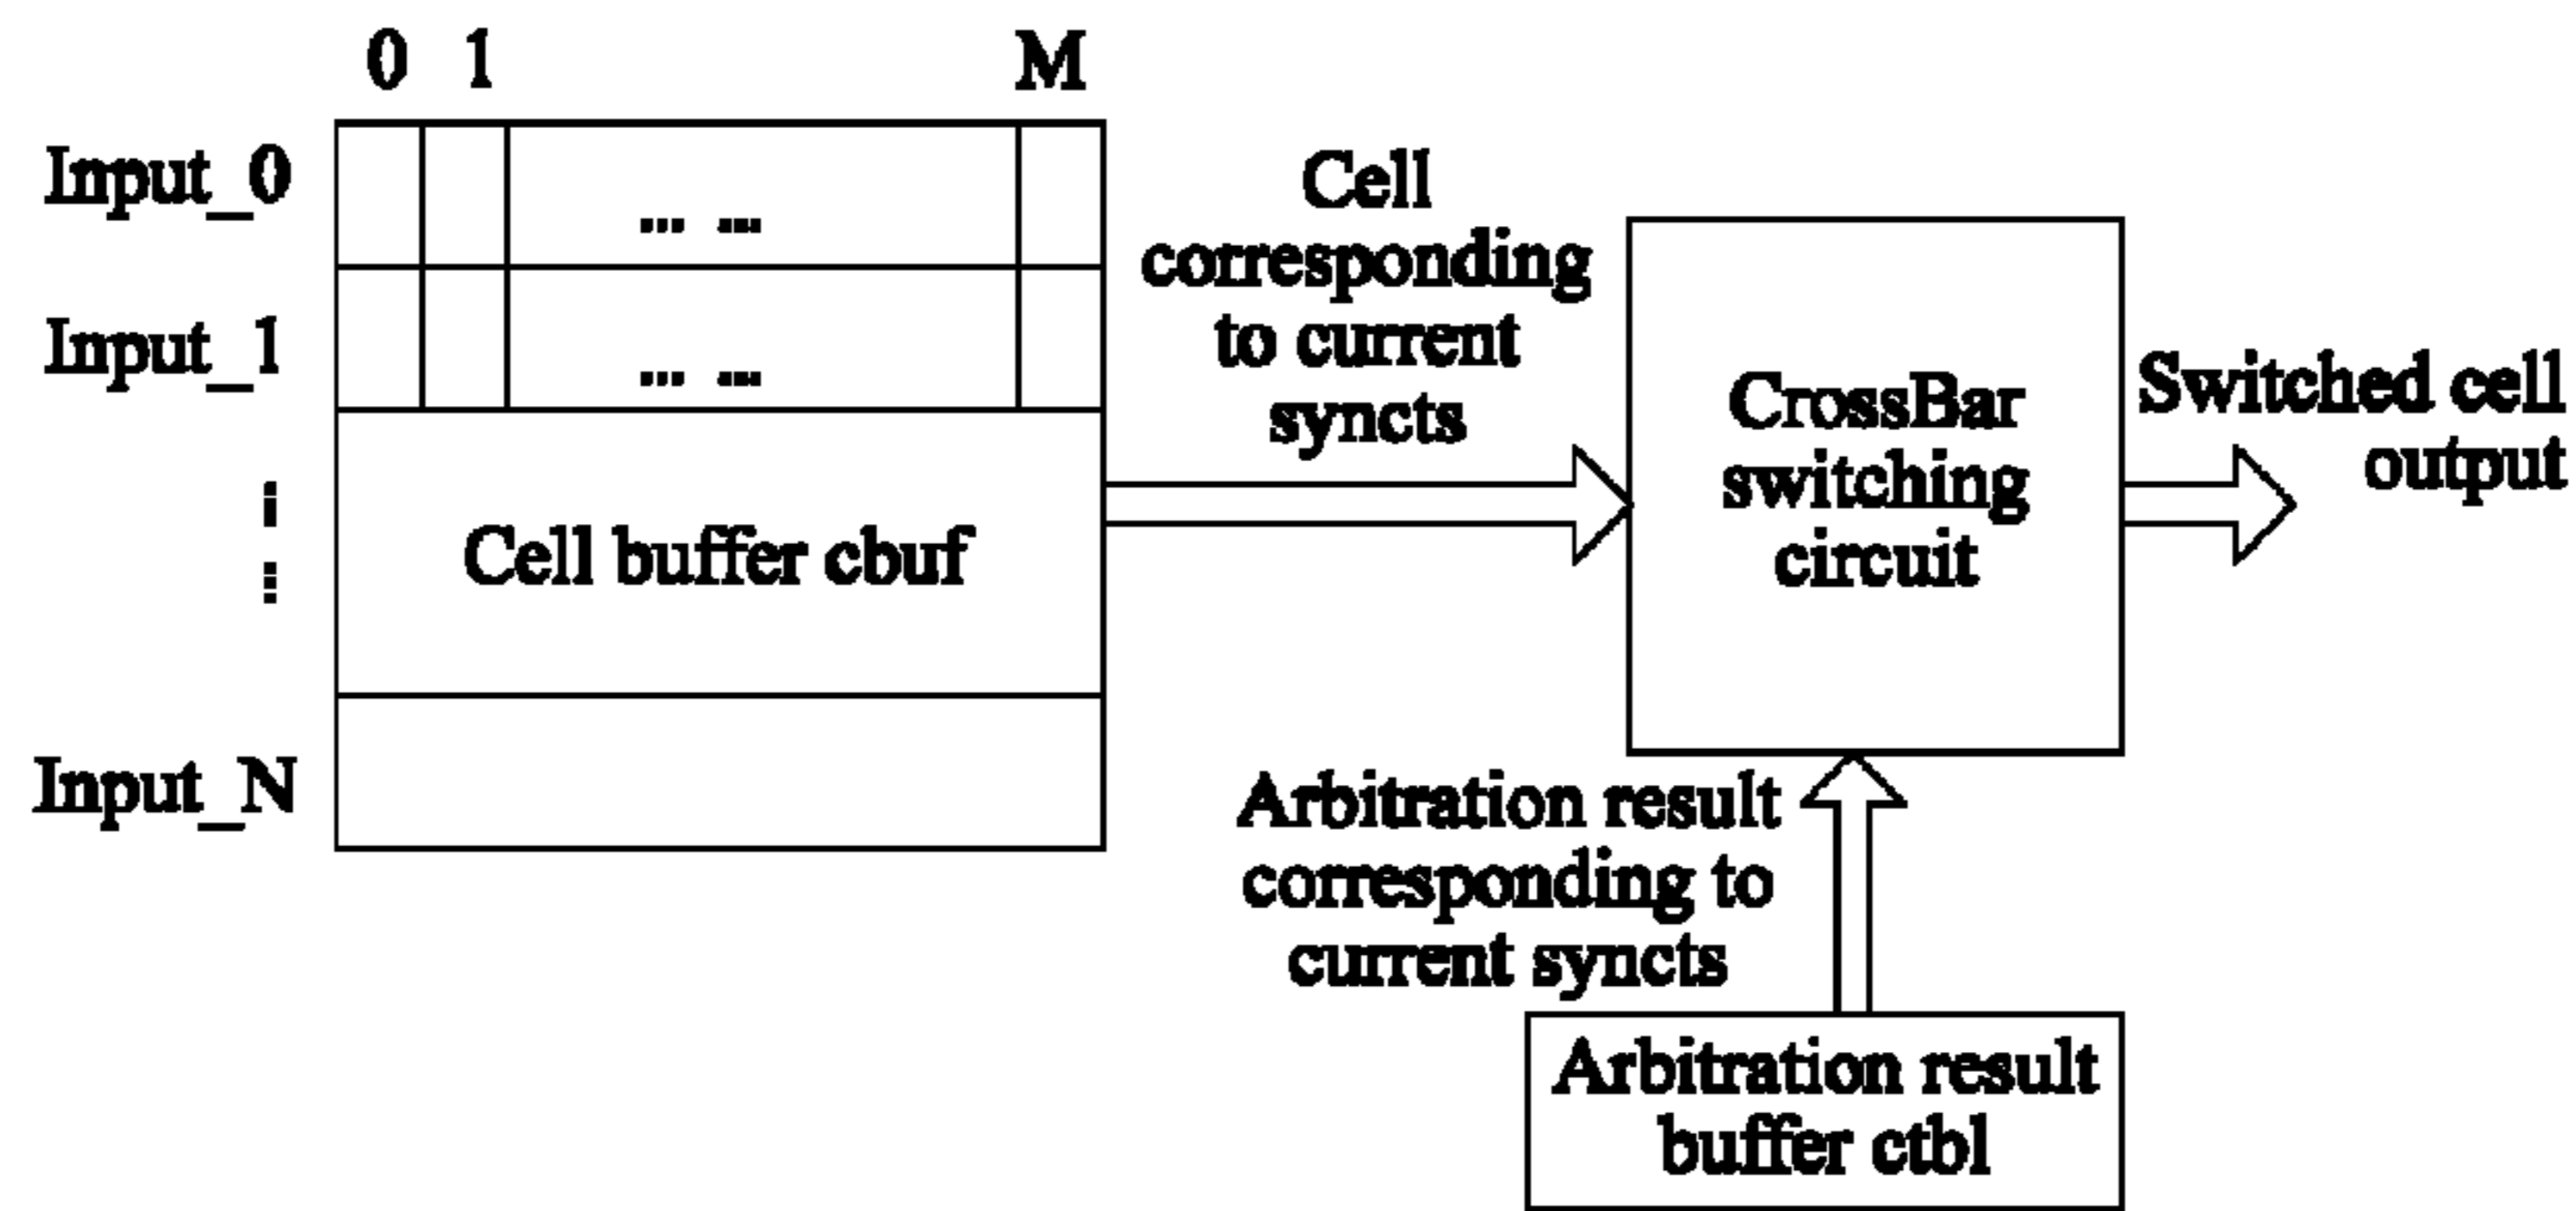 0 1 M
Input_0
... ...
Input_1
... ...
Cell buffer cbuf
Input_N
Cell
corresponding
to current
syncts
CrossBar
switching
circuit
Switched cell
output
Arbitration result
corresponding to
current syncts
Arbitration result
buffer ctbl